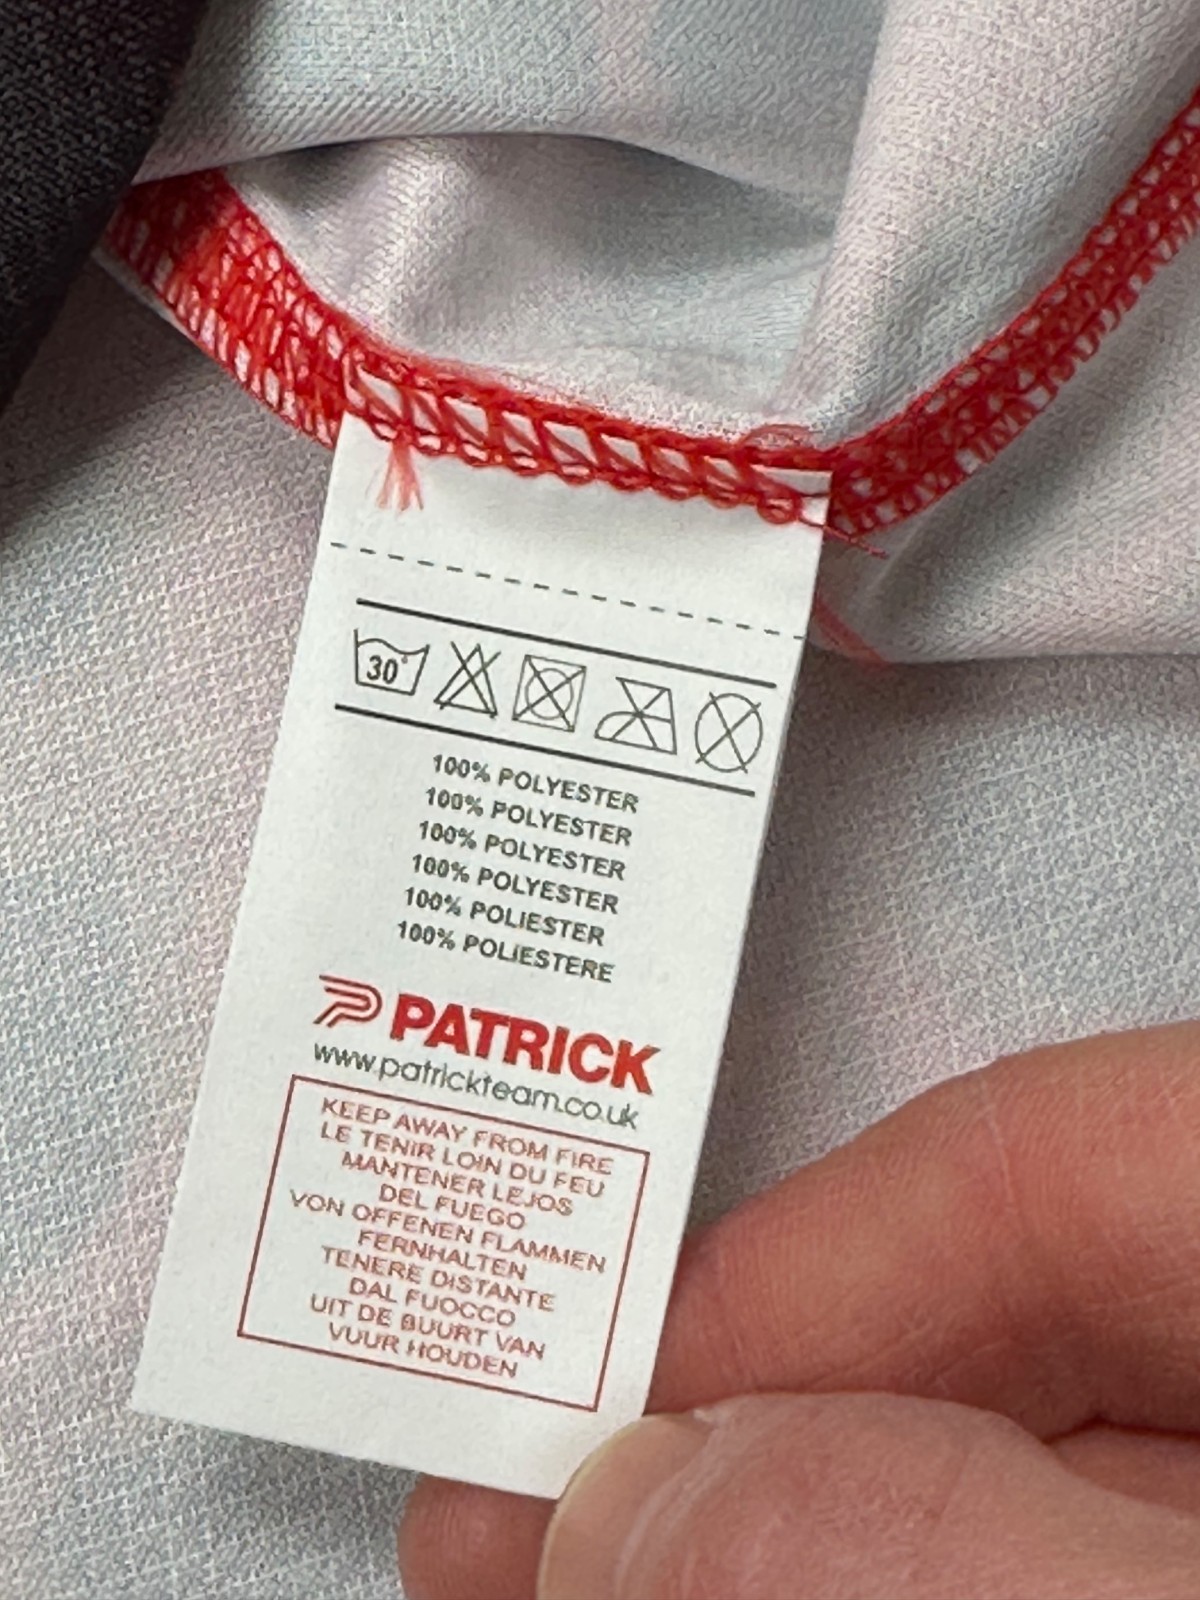 30°
100% POLYESTER
100% POLYESTER
100% POLYESTER
100% POLYESTER
100% POLIESTER
100% POLIESTERE
PATRICK
www.patrickteam.co.uk
KEEP AWAY FROM FIRE
LE TENIR LOIN DU FEU
MANTENER LEJOS
DEL FUEGO
VON OFFENEN FLAMMEN
FERNHALTEN
TENERE DISTANTE
DAL FUOCCO
UIT DE BUURT VAN
VUUR HOUDEN